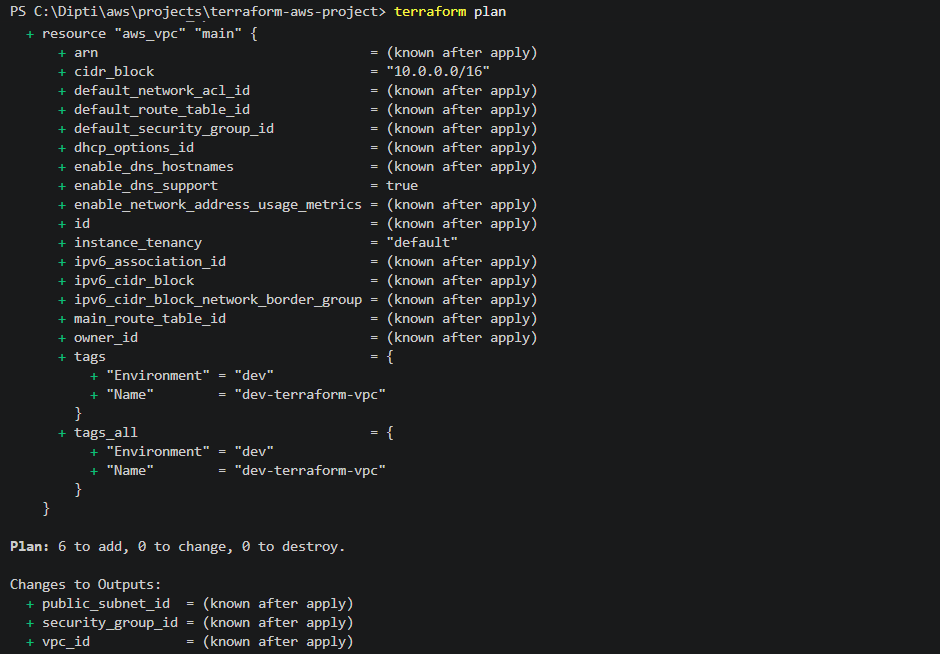 PS C:\Dipti\aws\projects\terraform-aws-project> terraform plan
+ resource "aws_vpc" "main" {
+ arn = (known after apply)
+ cidr_block = "10.0.0.0/16"
+ default_network_acl_id = (known after apply)
+ default_route_table_id = (known after apply)
+ default_security_group_id = (known after apply)
+ dhcp_options_id = (known after apply)
+ enable_dns_hostnames = (known after apply)
+ enable_dns_support = true
+ enable_network_address_usage_metrics = (known after apply)
+ id = (known after apply)
+ instance_tenancy = "default"
+ ipv6_association_id = (known after apply)
+ ipv6_cidr_block = (known after apply)
+ ipv6_cidr_block_network_border_group = (known after apply)
+ main_route_table_id = (known after apply)
+ owner_id = (known after apply)
+ tags = {
+ "Environment" = "dev"
+ "Name" = "dev-terraform-vpc"
}
+ tags_all = {
+ "Environment" = "dev"
+ "Name" = "dev-terraform-vpc"
}
}
Plan: 6 to add, 0 to change, 0 to destroy.
Changes to Outputs:
+ public_subnet_id = (known after apply)
+ security_group_id = (known after apply)
+ vpc_id = (known after apply)